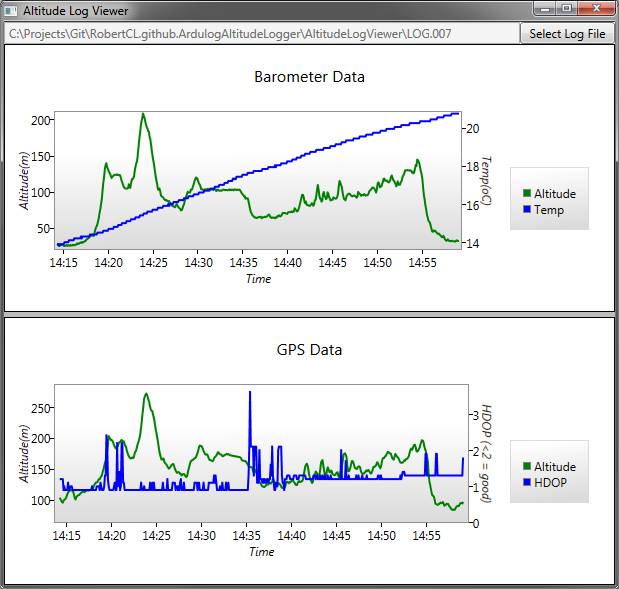 Altitude Log Viewer
C:\Projects\Git\RobertCL.github.ArdulogAltitudeLogger\AltitudeLogViewer\LOG.007
Select Log File
Barometer Data
200
150
100
50
Altitude(m)
20
18
16
14
Temp(oC)
14:15 14:20 14:25 14:30 14:35 14:40 14:45 14:50 14:55
Time
Altitude
Temp
GPS Data
250
200
150
100
Altitude(m)
3
2
1
0
HDOP (<2 = good)
14:15 14:20 14:25 14:30 14:35 14:40 14:45 14:50 14:55
Time
Altitude
HDOP